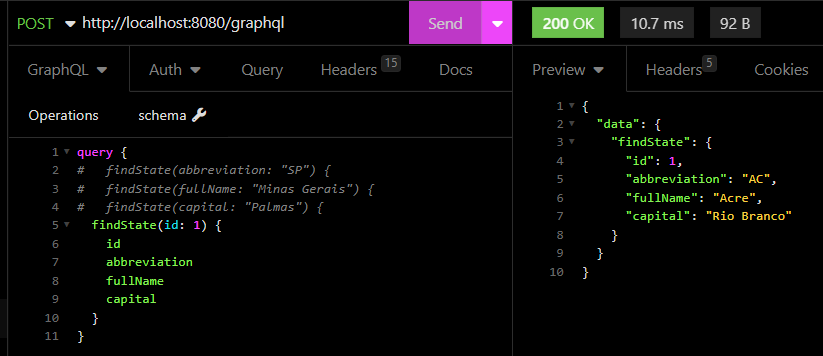 POST http://localhost:8080/graphql Send
GraphQL Auth Query Headers 15 Docs
Operations schema
1 query {
2 #   findState(abbreviation: "SP") {
3 #   findState(fullName: "Minas Gerais") {
4 #   findState(capital: "Palmas") {
5   findState(id: 1) {
6     id
7     abbreviation
8     fullName
9     capital
10   }
11 }
200 OK 10.7 ms 92 B
Preview Headers 5 Cookies
1 {
2   "data": {
3     "findState": {
4       "id": 1,
5       "abbreviation": "AC",
6       "fullName": "Acre",
7       "capital": "Rio Branco"
8     }
9   }
10 }